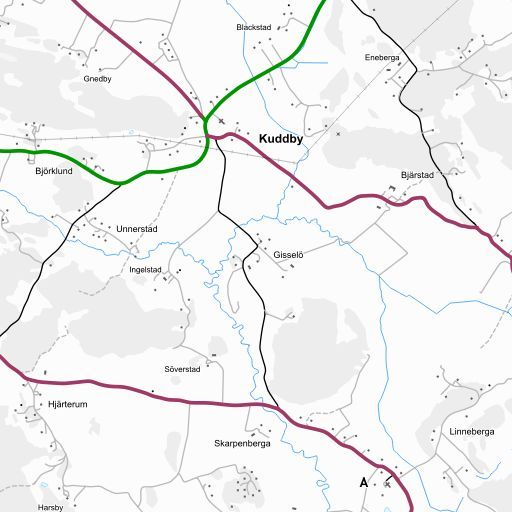 Blackstad
Eneberga
Gnedby
Kuddby
Björklund
Bjärstad
Unnerstad
Gisselö
Ingelstad
Söverstad
Hjärterum
Linneberga
Skarpenberga
A
Harsby